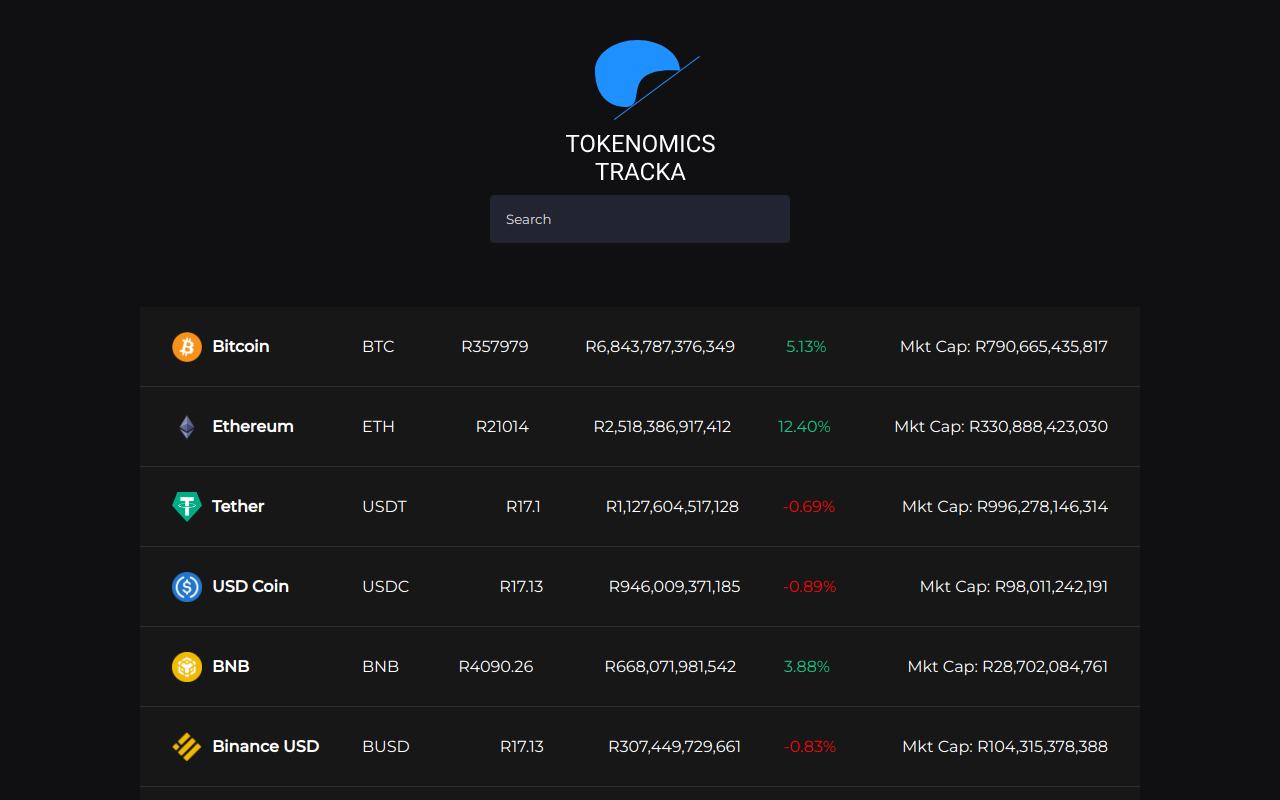 TOKENOMICS
TRACKA
Search
Bitcoin BTC R357979 R6,843,787,376,349 5.13% Mkt Cap: R790,665,435,817
Ethereum ETH R21014 R2,518,386,917,412 12.40% Mkt Cap: R330,888,423,030
Tether USDT R17.1 R1,127,604,517,128 -0.69% Mkt Cap: R996,278,146,314
USD Coin USDC R17.13 R946,009,371,185 -0.89% Mkt Cap: R98,011,242,191
BNB BNB R4090.26 R668,071,981,542 3.88% Mkt Cap: R28,702,084,761
Binance USD BUSD R17.13 R307,449,729,661 -0.83% Mkt Cap: R104,315,378,388